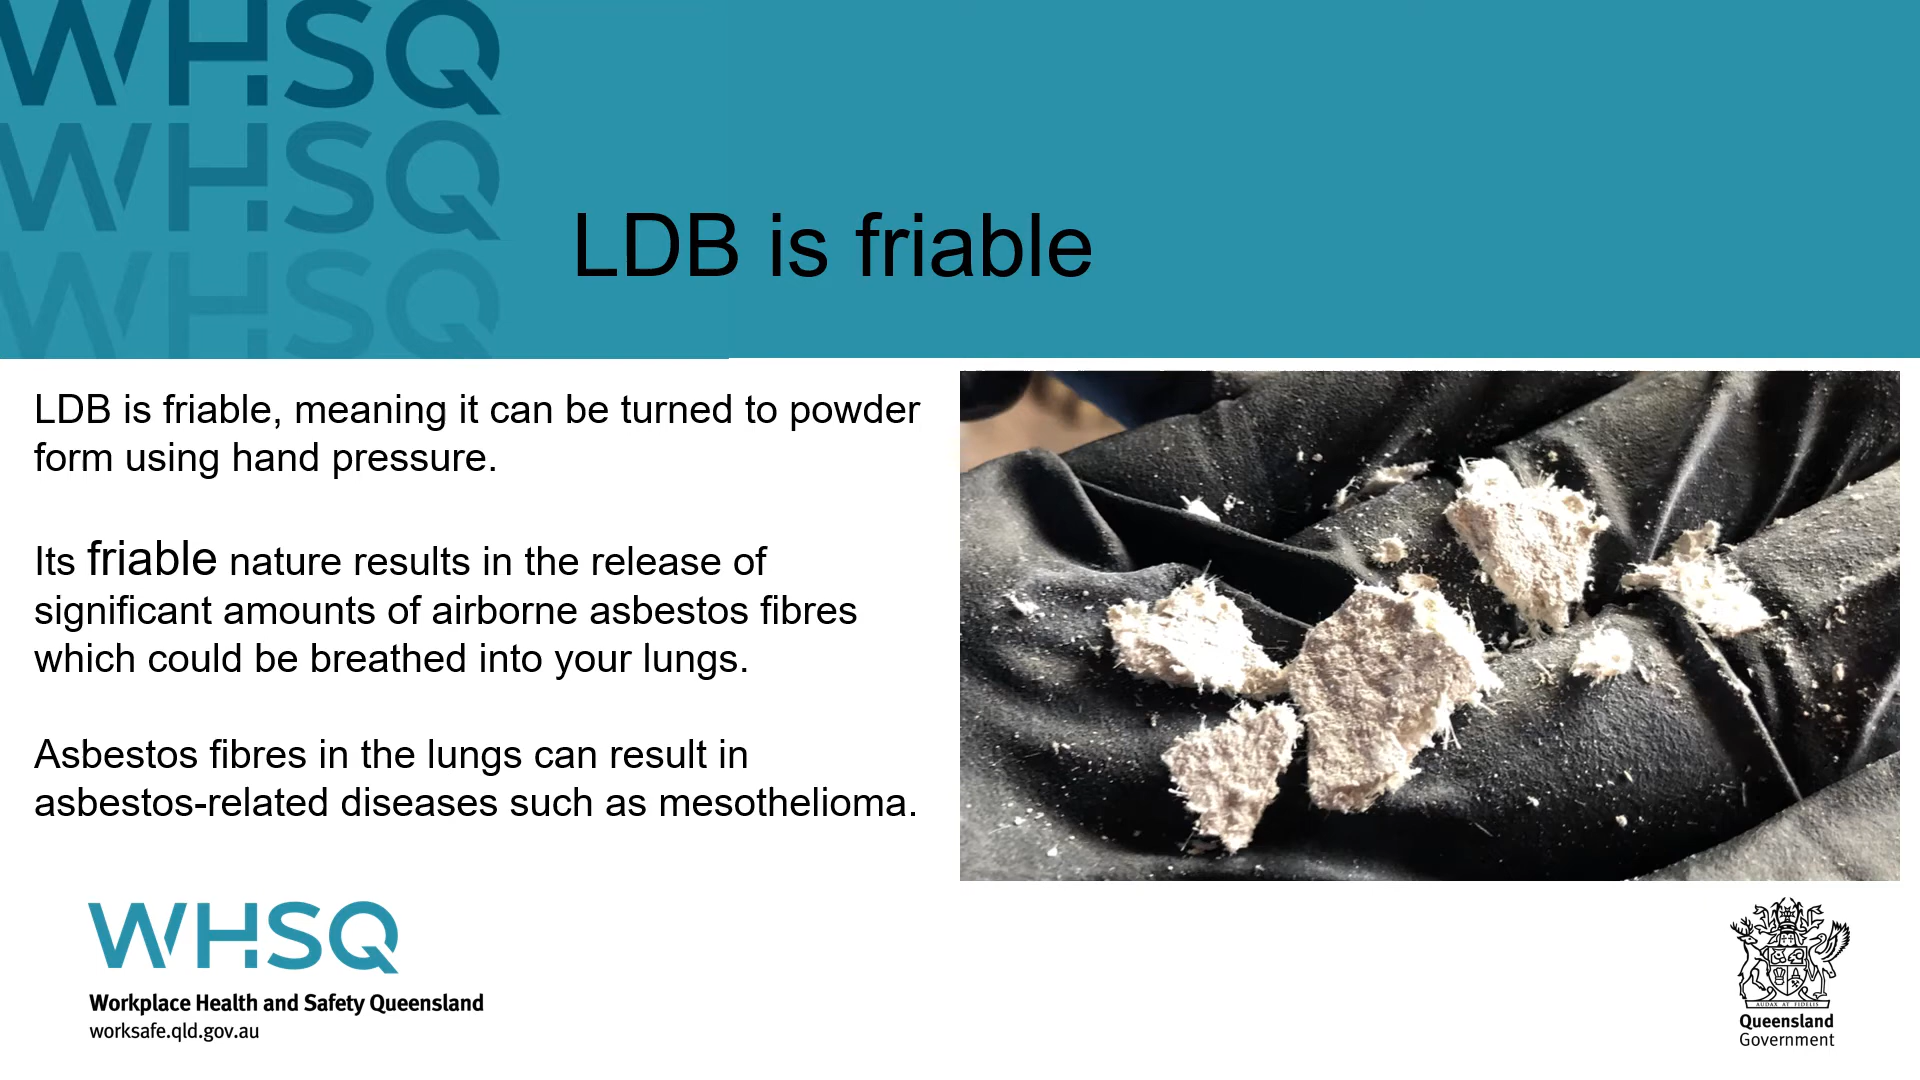 WHSQ
WHSQ
WHSQ
LDB is friable
LDB is friable, meaning it can be turned to powder
form using hand pressure.
Its friable nature results in the release of
significant amounts of airborne asbestos fibres
which could be breathed into your lungs.
Asbestos fibres in the lungs can result in
asbestos-related diseases such as mesothelioma.
WHSQ
Workplace Health and Safety Queensland
worksafe.qld.gov.au
AUDAX AT FIDELIS
Queensland
Government